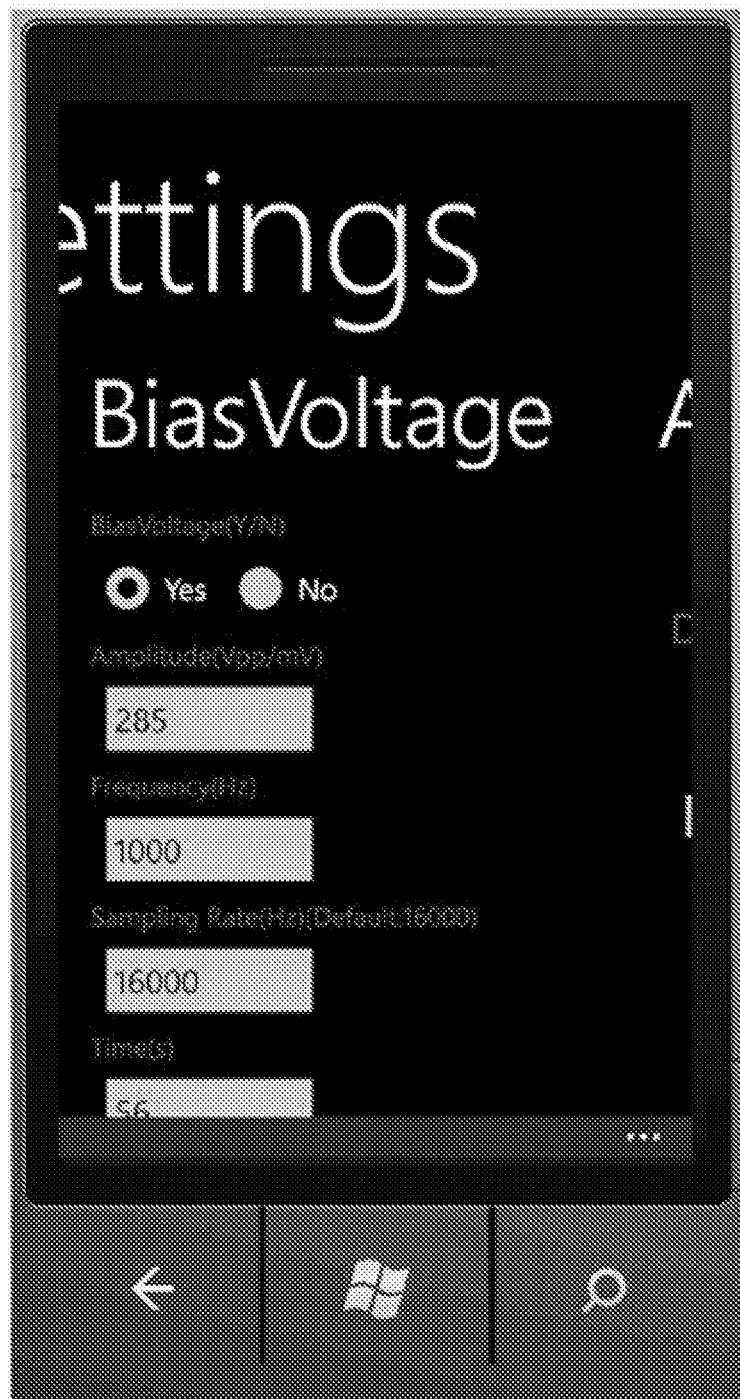 ettings
BiasVoltage
A
BiasVoltage(Y/N)
Yes No
D
Amplitude(Vpp/mV)
285
Frequency(Hz)
1000
Sampling Rate(Hz)(Default:16000)
16000
Time(s)
56
...